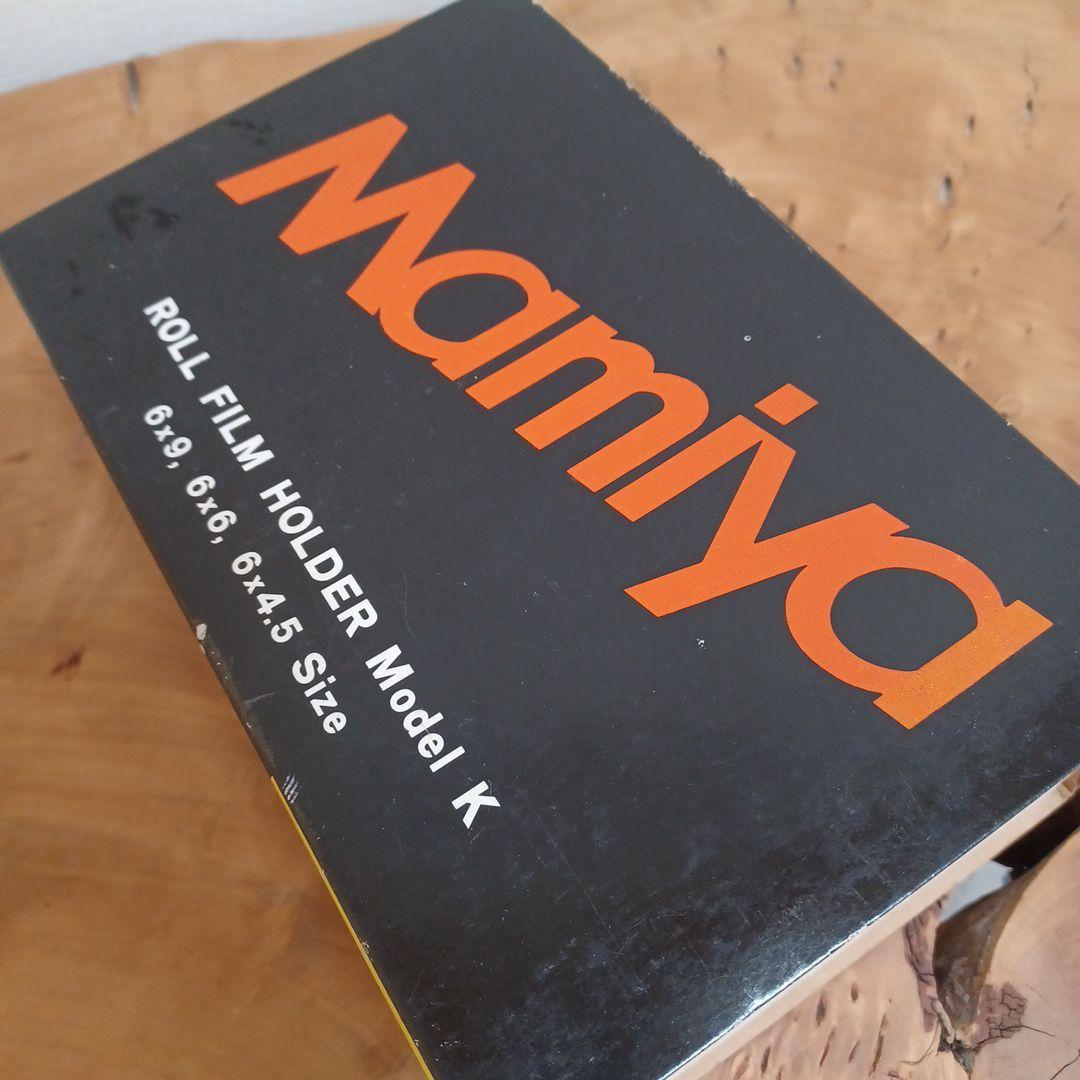 Mamiya
ROLL FILM HOLDER Model K
6x9, 6x6, 6x4.5 Size